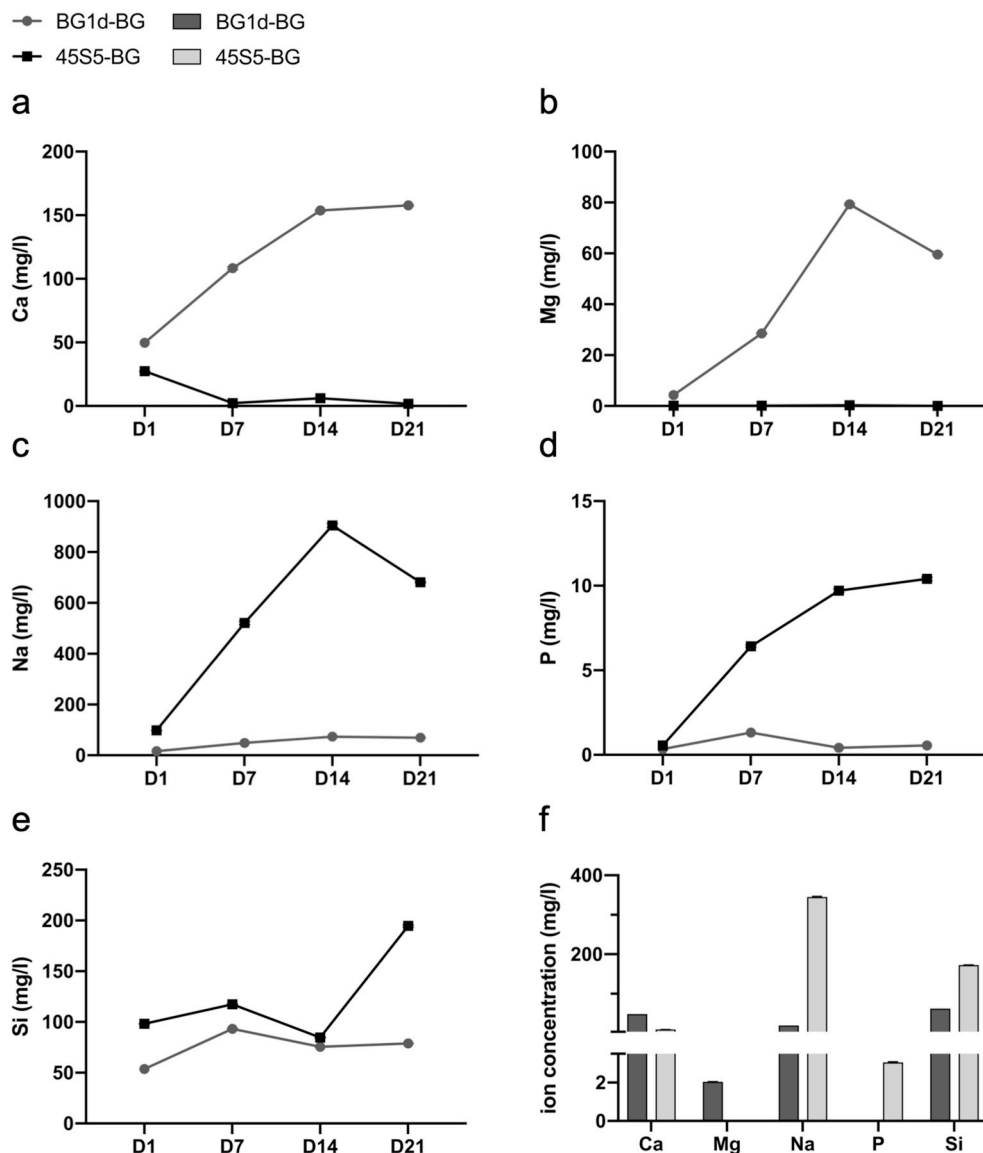 BG1d-BG BG1d-BG
45S5-BG 45S5-BG
a
200
150
100
50
0
Ca (mg/l)
D1 D7 D14 D21
b
100
80
60
40
20
0
Mg (mg/l)
D1 D7 D14 D21
c
1000
800
600
400
200
0
Na (mg/l)
D1 D7 D14 D21
d
15
10
5
0
P (mg/l)
D1 D7 D14 D21
e
250
200
150
100
50
0
Si (mg/l)
D1 D7 D14 D21
f
400
200
2
0
ion concentration (mg/l)
Ca Mg Na P Si